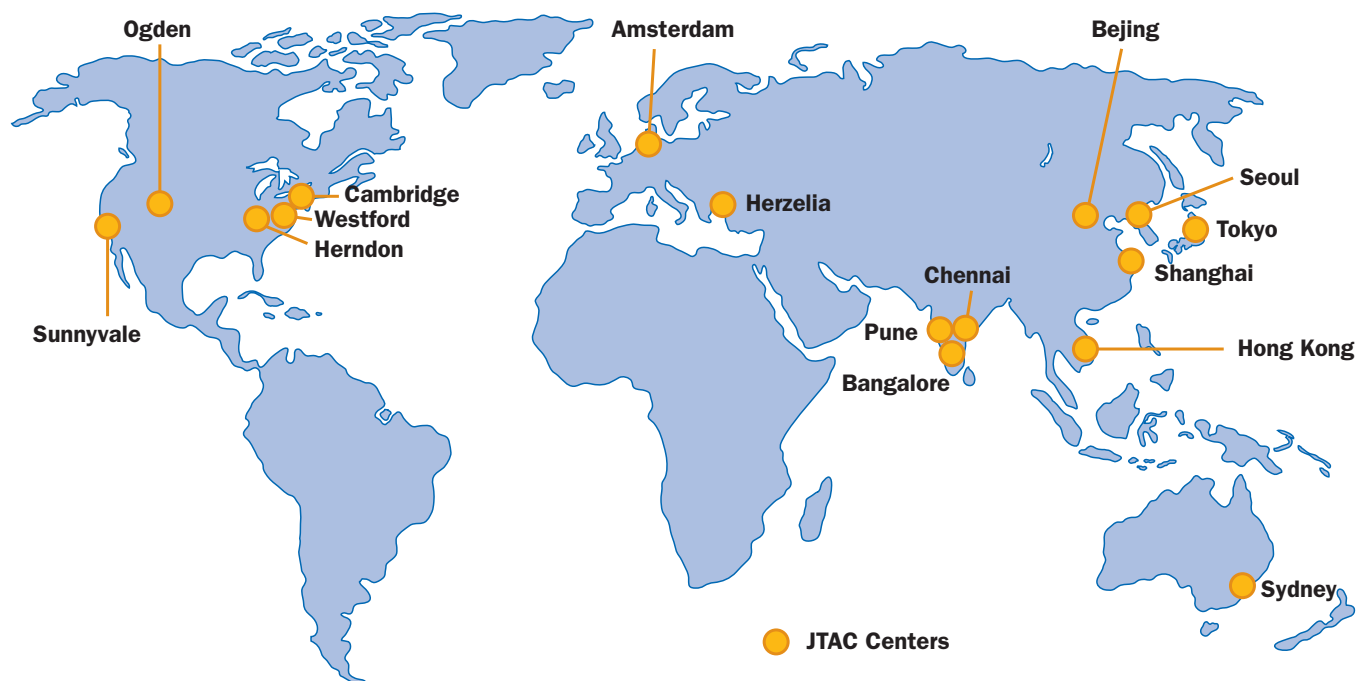 Ogden
Amsterdam
Bejing
Cambridge
Westford
Herndon
Herzelia
Seoul
Tokyo
Shanghai
Chennai
Sunnyvale
Pune
Hong Kong
Bangalore
Sydney
JTAC Centers